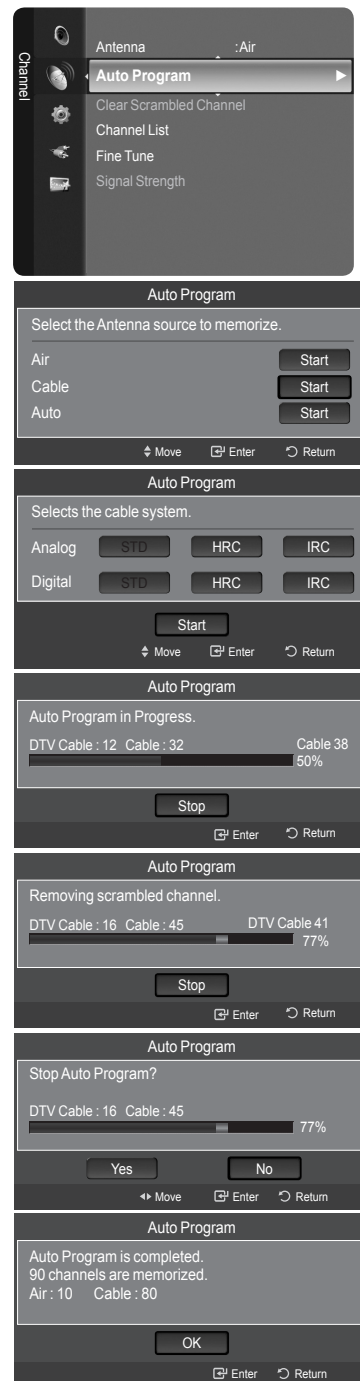 Channel
Antenna :Air
Auto Program
Clear Scrambled Channel
Channel List
Fine Tune
Signal Strength
Auto Program
Select the Antenna source to memorize.
Air Start
Cable Start
Auto Start
Move Enter Return
Auto Program
Selects the cable system.
Analog STD HRC IRC
Digital STD HRC IRC
Start
Move Enter Return
Auto Program
Auto Program in Progress.
DTV Cable : 12 Cable : 32 Cable 38
50%
Stop
Enter Return
Auto Program
Removing scrambled channel.
DTV Cable : 16 Cable : 45 DTV Cable 41
77%
Stop
Enter Return
Auto Program
Stop Auto Program?
DTV Cable : 16 Cable : 45
77%
Yes No
Move Enter Return
Auto Program
Auto Program is completed.
90 channels are memorized.
Air : 10 Cable : 80
OK
Enter Return